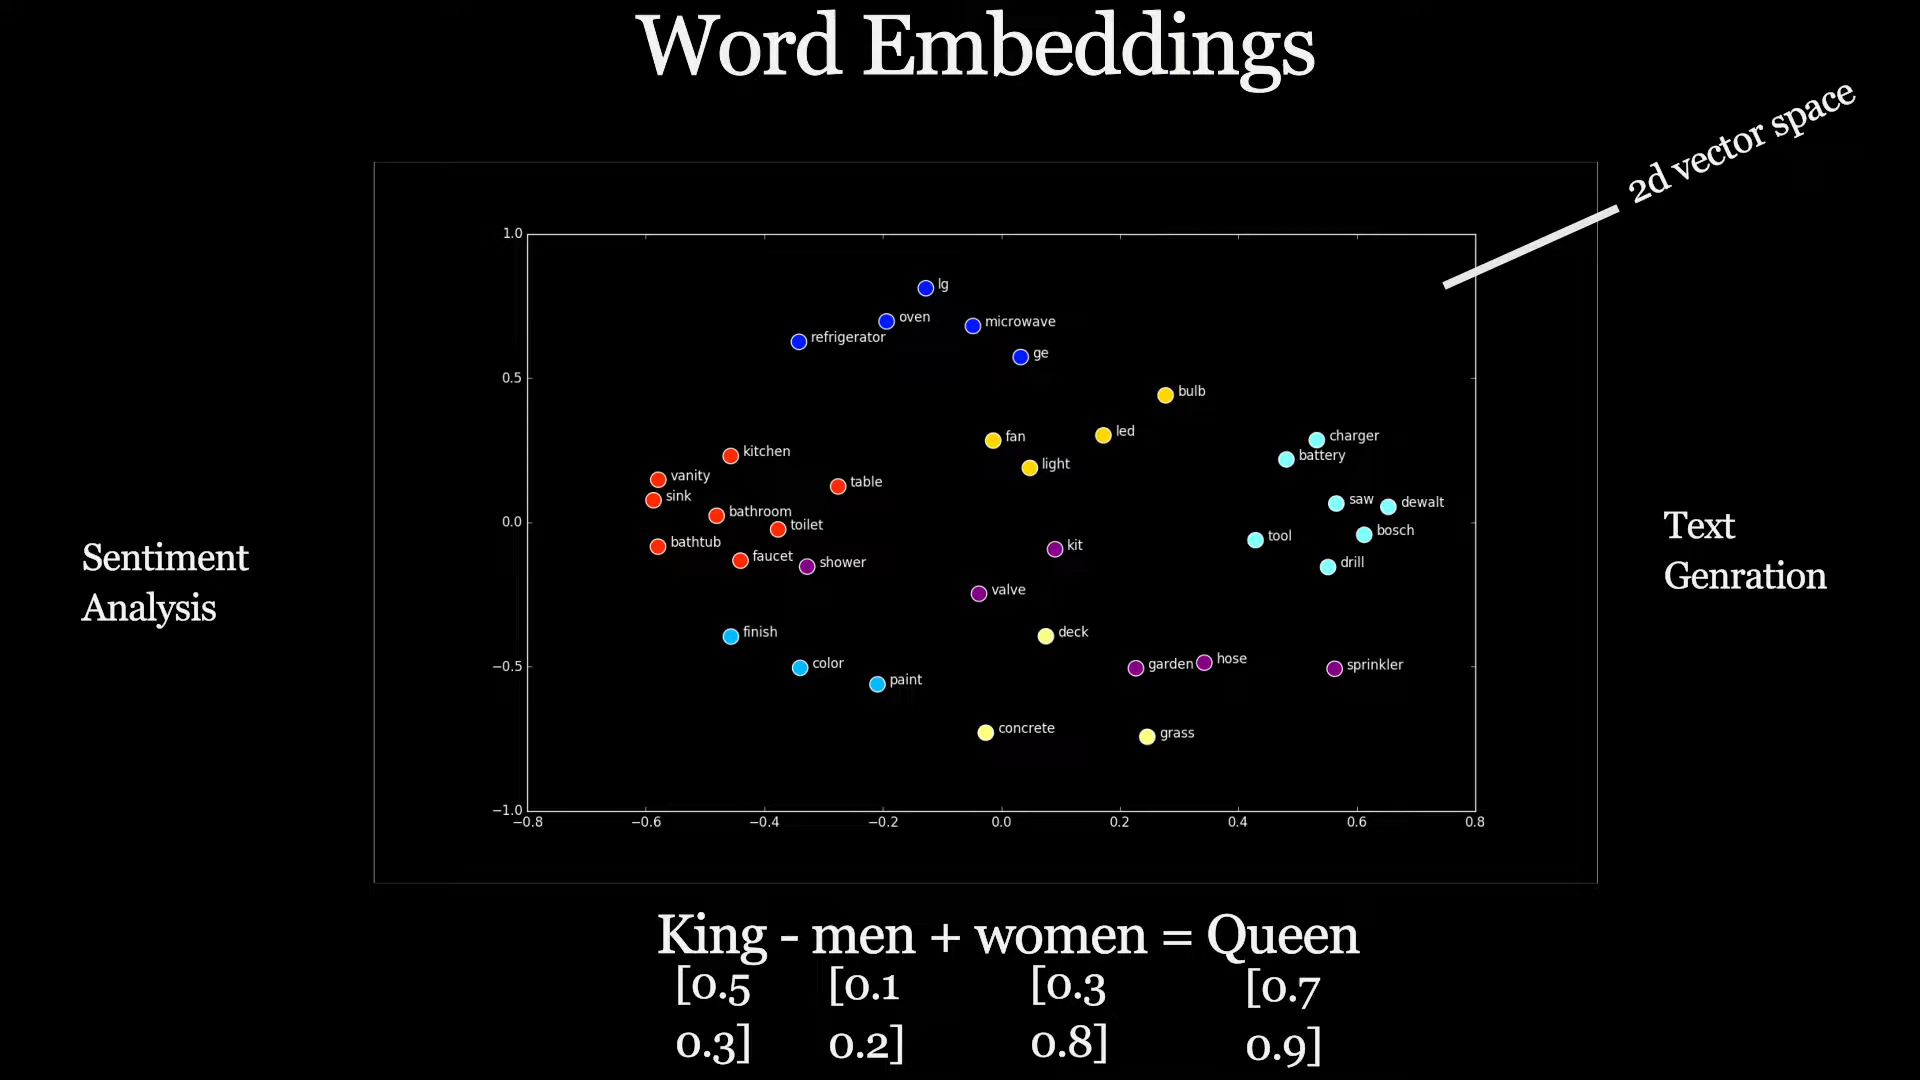 Word Embeddings
2d vector space
1.0
lg
oven
microwave
refrigerator
ge
0.5
bulb
fan
led
charger
kitchen
light
battery
vanity
table
sink
saw
dewalt
bathroom
0.0
toilet
bosch
tool
bathtub
kit
faucet
shower
drill
valve
finish
deck
color
garden
hose
sprinkler
−0.5
paint
concrete
grass
−1.0
−0.8 −0.6 −0.4 −0.2 0.0 0.2 0.4 0.6 0.8
Sentiment
Analysis
Text
Genration
King - men + women = Queen
[0.5 [0.1 [0.3 [0.7
0.3] 0.2] 0.8] 0.9]